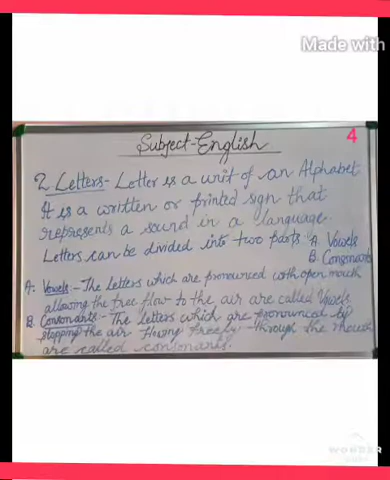 Made with
4
Subject-English
2 Letters- Letter is a unit of an Alphabet
It is a written or printed sign that
represents a sound in a language.
Letters can be divided into two parts. A Vowels
B. Consonants
A. Vowels - The Letters which are pronounced with open mouth
allowing the free flow to the air are called Vowels
B. Consonants - The Letters which are pronounced by
stopping the air flowing freely through the mouth
are called consonants.
WONDER